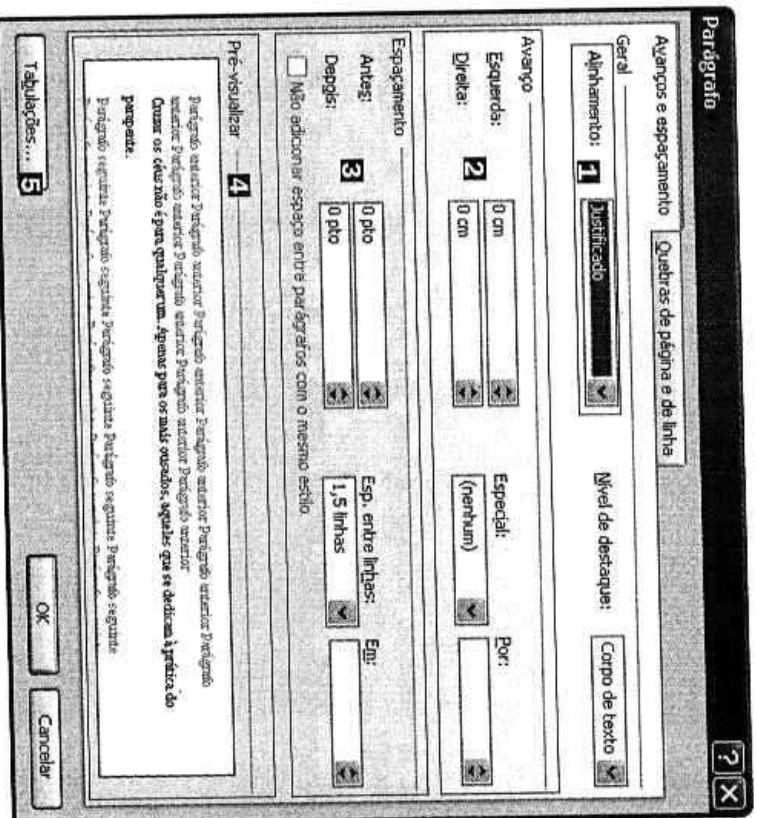 Parágrafo
Avanços e espaçamento Quebras de página e de linha
Geral
Alinhamento: 1 Justificado Nível de destaque: Corpo de texto
Avanço
Esquerda: 2 0 cm Especial: Por:
Direita: 0 cm (nenhum)
Espaçamento
Antes: 3 0 pto Esp. entre linhas: Em:
Depois: 0 pto 1,5 linhas
Não adicionar espaço entre parágrafos com o mesmo estilo
Pré-visualizar 4
Parágrafo anterior Parágrafo anterior Parágrafo anterior Parágrafo anterior Parágrafo anterior Parágrafo
anterior Parágrafo anterior Parágrafo anterior Parágrafo anterior Parágrafo anterior
Cruzar os céus não é para qualquer um. Apenas para os mais ousados, aqueles que se dedicam à prática do
parapente.
Parágrafo seguinte Parágrafo seguinte Parágrafo seguinte Parágrafo seguinte Parágrafo seguinte
Tabulações... 5 OK Cancelar